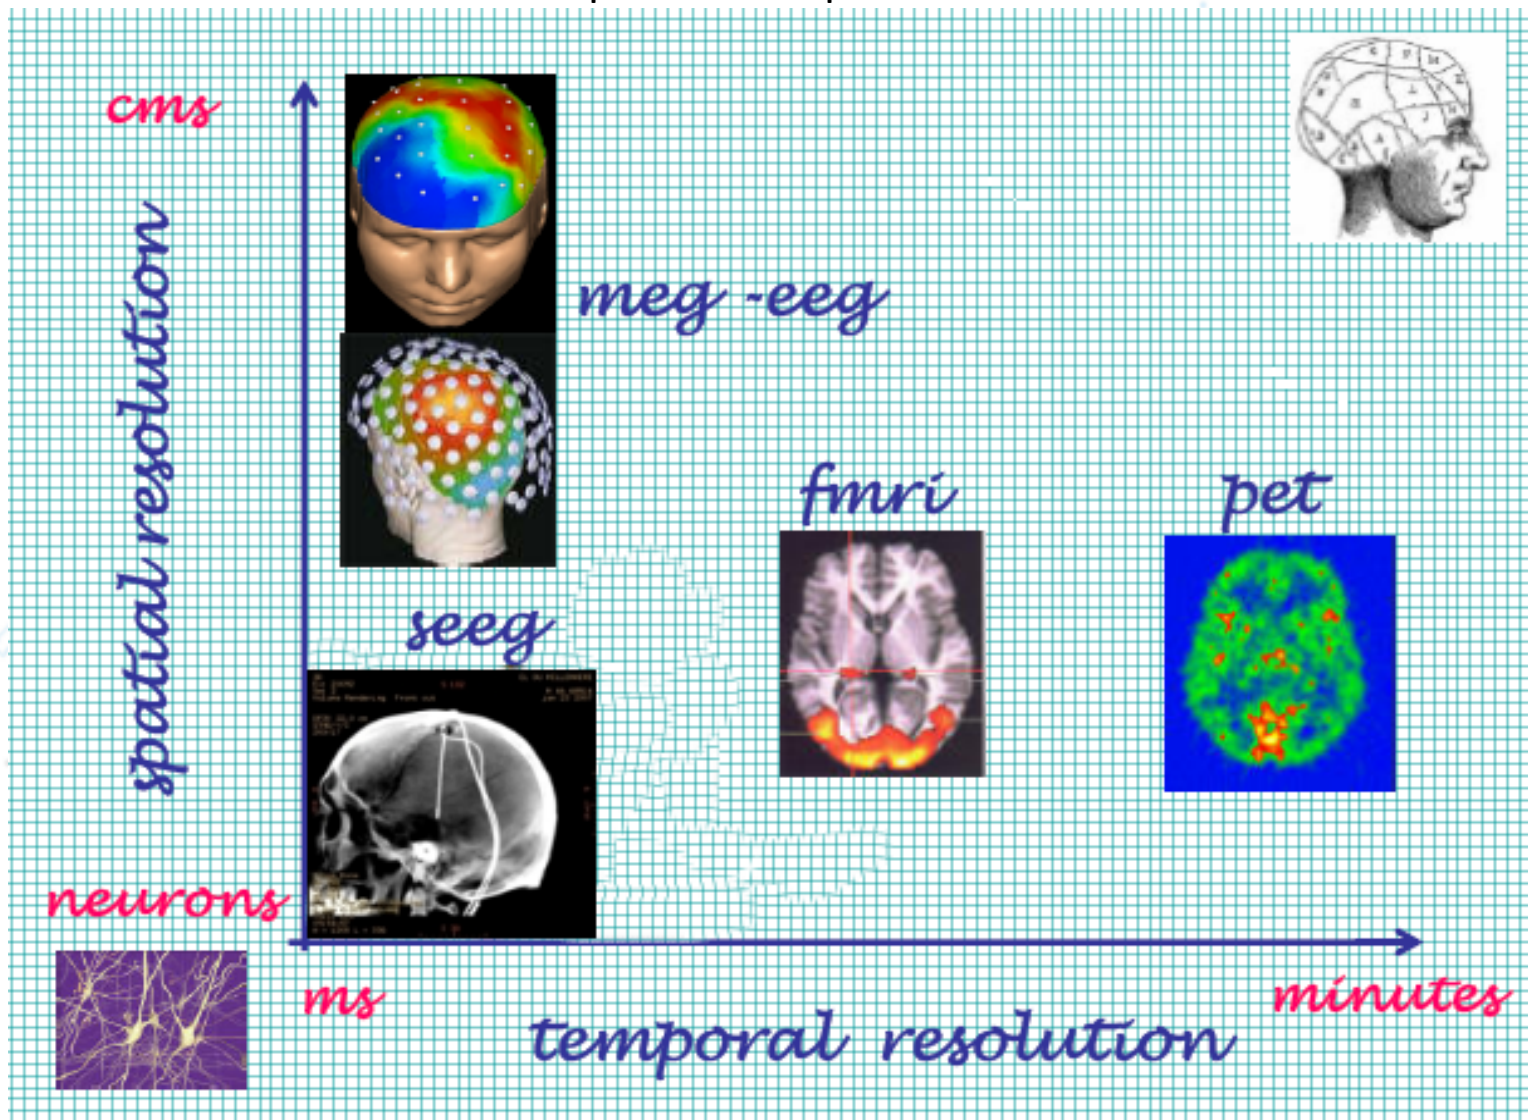 cms
spatial resolution
meg -eeg
fmri
pet
seeg
neurons
ms
minutes
temporal resolution